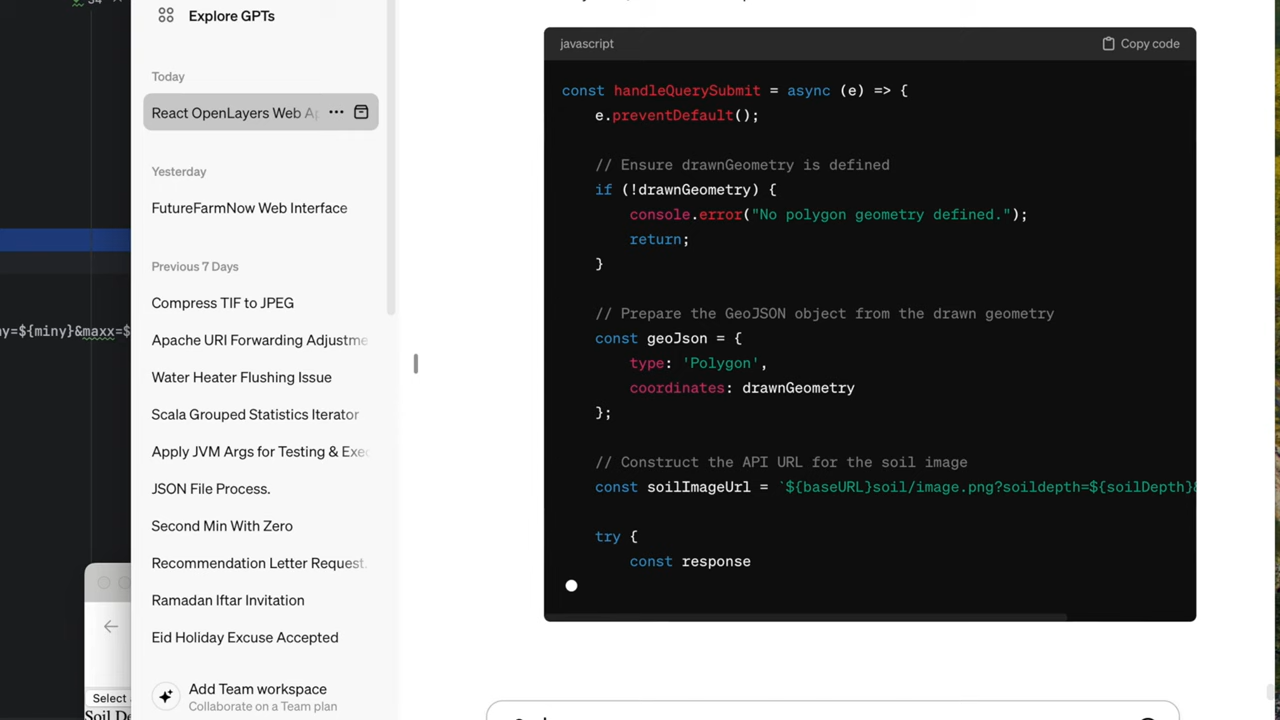 Explore GPTs
Today
React OpenLayers Web Ap
Yesterday
FutureFarmNow Web Interface
Previous 7 Days
Compress TIF to JPEG
Apache URI Forwarding Adjustme
Water Heater Flushing Issue
Scala Grouped Statistics Iterator
Apply JVM Args for Testing & Exe
JSON File Process.
Second Min With Zero
Recommendation Letter Request.
Ramadan Iftar Invitation
Eid Holiday Excuse Accepted
Add Team workspace
Collaborate on a Team plan
y=${miny}&maxx=$
Select
Soil De
javascript
Copy code
const handleQuerySubmit = async (e) => {
e.preventDefault();
// Ensure drawnGeometry is defined
if (!drawnGeometry) {
console.error("No polygon geometry defined.");
return;
}
// Prepare the GeoJSON object from the drawn geometry
const geoJson = {
type: 'Polygon',
coordinates: drawnGeometry
};
// Construct the API URL for the soil image
const soilImageUrl = `${baseURL}soil/image.png?soildepth=${soilDepth}&
try {
const response